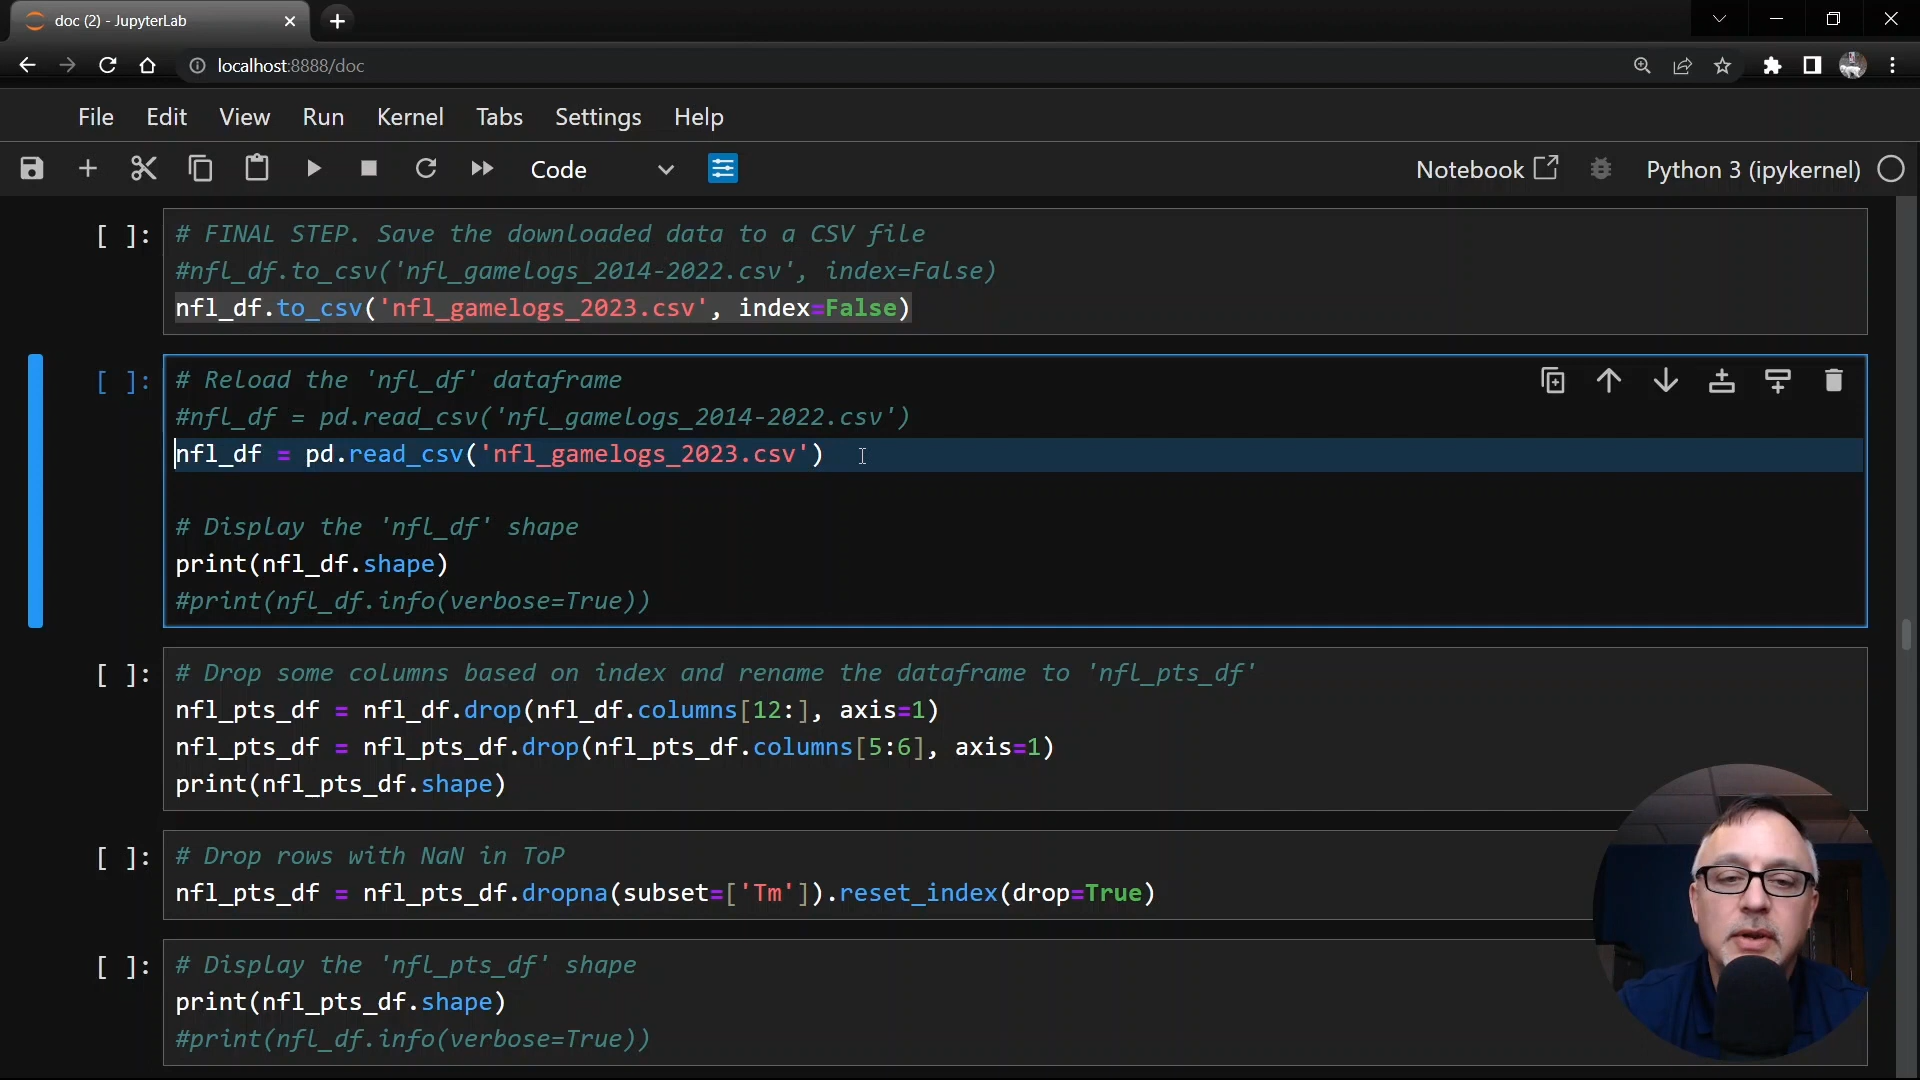 doc (2) - JupyterLab
localhost:8888/doc
File Edit View Run Kernel Tabs Settings Help
Code Notebook Python 3 (ipykernel)
[ ]: # FINAL STEP. Save the downloaded data to a CSV file
#nfl_df.to_csv('nfl_gamelogs_2014-2022.csv', index=False)
nfl_df.to_csv('nfl_gamelogs_2023.csv', index=False)
[ ]: # Reload the 'nfl_df' dataframe
#nfl_df = pd.read_csv('nfl_gamelogs_2014-2022.csv')
nfl_df = pd.read_csv('nfl_gamelogs_2023.csv')
# Display the 'nfl_df' shape
print(nfl_df.shape)
#print(nfl_df.info(verbose=True))
[ ]: # Drop some columns based on index and rename the dataframe to 'nfl_pts_df'
nfl_pts_df = nfl_df.drop(nfl_df.columns[12:], axis=1)
nfl_pts_df = nfl_pts_df.drop(nfl_pts_df.columns[5:6], axis=1)
print(nfl_pts_df.shape)
[ ]: # Drop rows with NaN in ToP
nfl_pts_df = nfl_pts_df.dropna(subset=['Tm']).reset_index(drop=True)
[ ]: # Display the 'nfl_pts_df' shape
print(nfl_pts_df.shape)
#print(nfl_df.info(verbose=True))